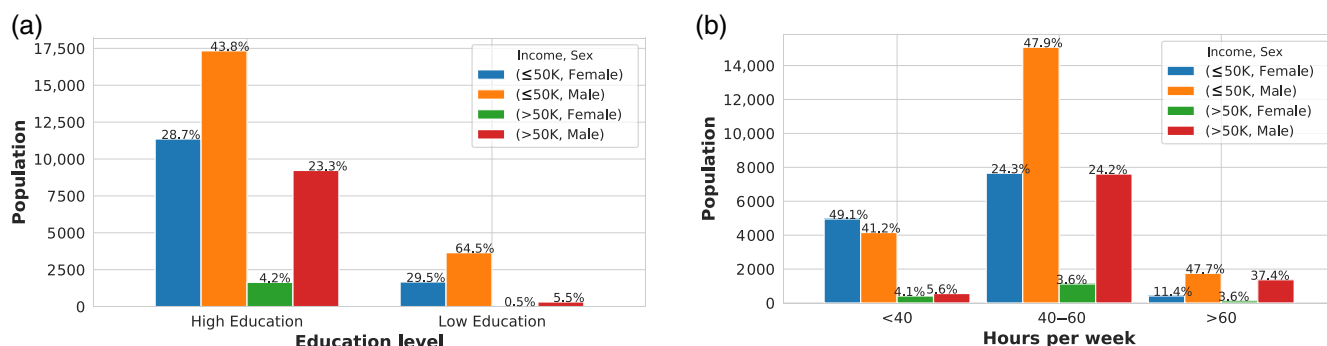 (a)
17,500
15,000
12,500
10,000
7500
5000
2500
0
Population
43.8%
28.7%
4.2%
23.3%
29.5%
64.5%
0.5%
5.5%
Income, Sex
(≤50K, Female)
(≤50K, Male)
(>50K, Female)
(>50K, Male)
High Education
Low Education
Education level
(b)
14,000
12,000
10,000
8000
6000
4000
2000
0
Population
49.1%
41.2%
4.1%
5.6%
24.3%
47.9%
3.6%
24.2%
11.4%
47.7%
3.6%
37.4%
Income, Sex
(≤50K, Female)
(≤50K, Male)
(>50K, Female)
(>50K, Male)
<40
40–60
>60
Hours per week